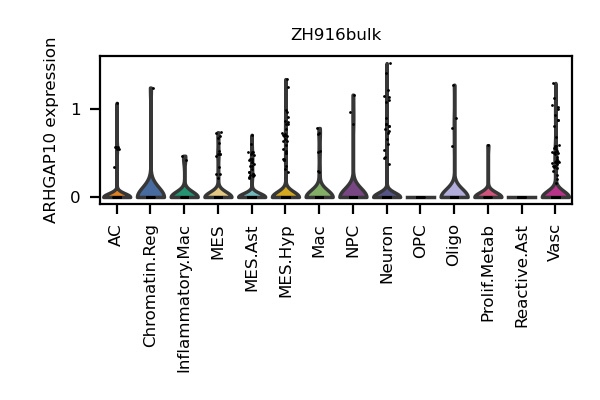 ZH916bulk
ARHGAP10 expression
1
0
AC
Chromatin.Reg
Inflammatory.Mac
MES
MES.Ast
MES.Hyp
Mac
NPC
Neuron
OPC
Oligo
Prolif.Metab
Reactive.Ast
Vasc